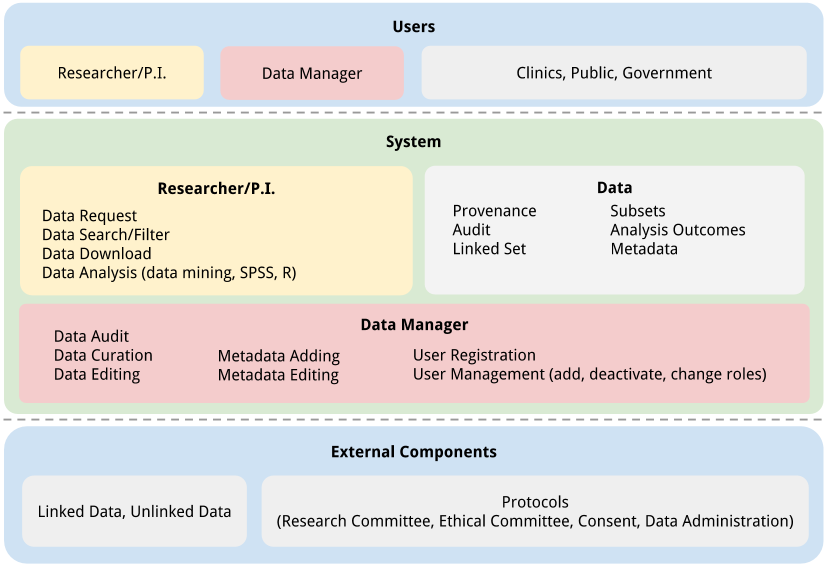 Users
Researcher/P.I.
Data Manager
Clinics, Public, Government
System
Researcher/P.I.
Data Request
Data Search/Filter
Data Download
Data Analysis (data mining, SPSS, R)
Data
Provenance
Audit
Linked Set
Subsets
Analysis Outcomes
Metadata
Data Manager
Data Audit
Data Curation
Data Editing
Metadata Adding
Metadata Editing
User Registration
User Management (add, deactivate, change roles)
External Components
Linked Data, Unlinked Data
Protocols
(Research Committee, Ethical Committee, Consent, Data Administration)